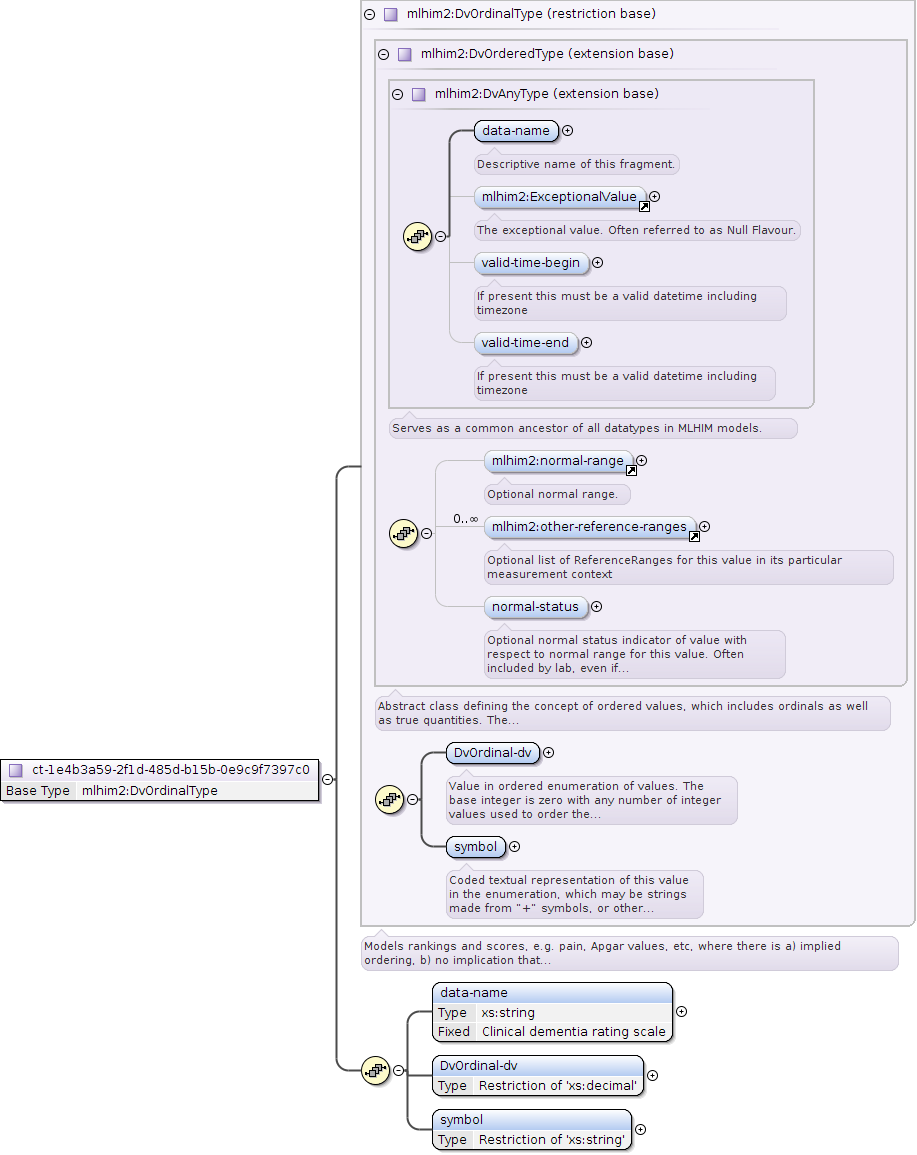 mlhim2:DvOrdinalType (restriction base)
mlhim2:DvOrderedType (extension base)
mlhim2:DvAnyType (extension base)
data-name
Descriptive name of this fragment.
mlhim2:ExceptionalValue
The exceptional value. Often referred to as Null Flavour.
valid-time-begin
If present this must be a valid datetime including
timezone
valid-time-end
If present this must be a valid datetime including
timezone
Serves as a common ancestor of all datatypes in MLHIM models.
mlhim2:normal-range
Optional normal range.
0..∞
mlhim2:other-reference-ranges
Optional list of ReferenceRanges for this value in its particular
measurement context
normal-status
Optional normal status indicator of value with
respect to normal range for this value. Often
included by lab, even if...
Abstract class defining the concept of ordered values, which includes ordinals as well
as true quantities. The...
DvOrdinal-dv
Value in ordered enumeration of values. The
base integer is zero with any number of integer
values used to order the...
symbol
Coded textual representation of this value
in the enumeration, which may be strings
made from "+" symbols, or other...
ct-1e4b3a59-2f1d-485d-b15b-0e9c9f7397c0
Base Type mlhim2:DvOrdinalType
Models rankings and scores, e.g. pain, Apgar values, etc, where there is a) implied
ordering, b) no implication that...
data-name
Type xs:string
Fixed Clinical dementia rating scale
DvOrdinal-dv
Type Restriction of 'xs:decimal'
symbol
Type Restriction of 'xs:string'